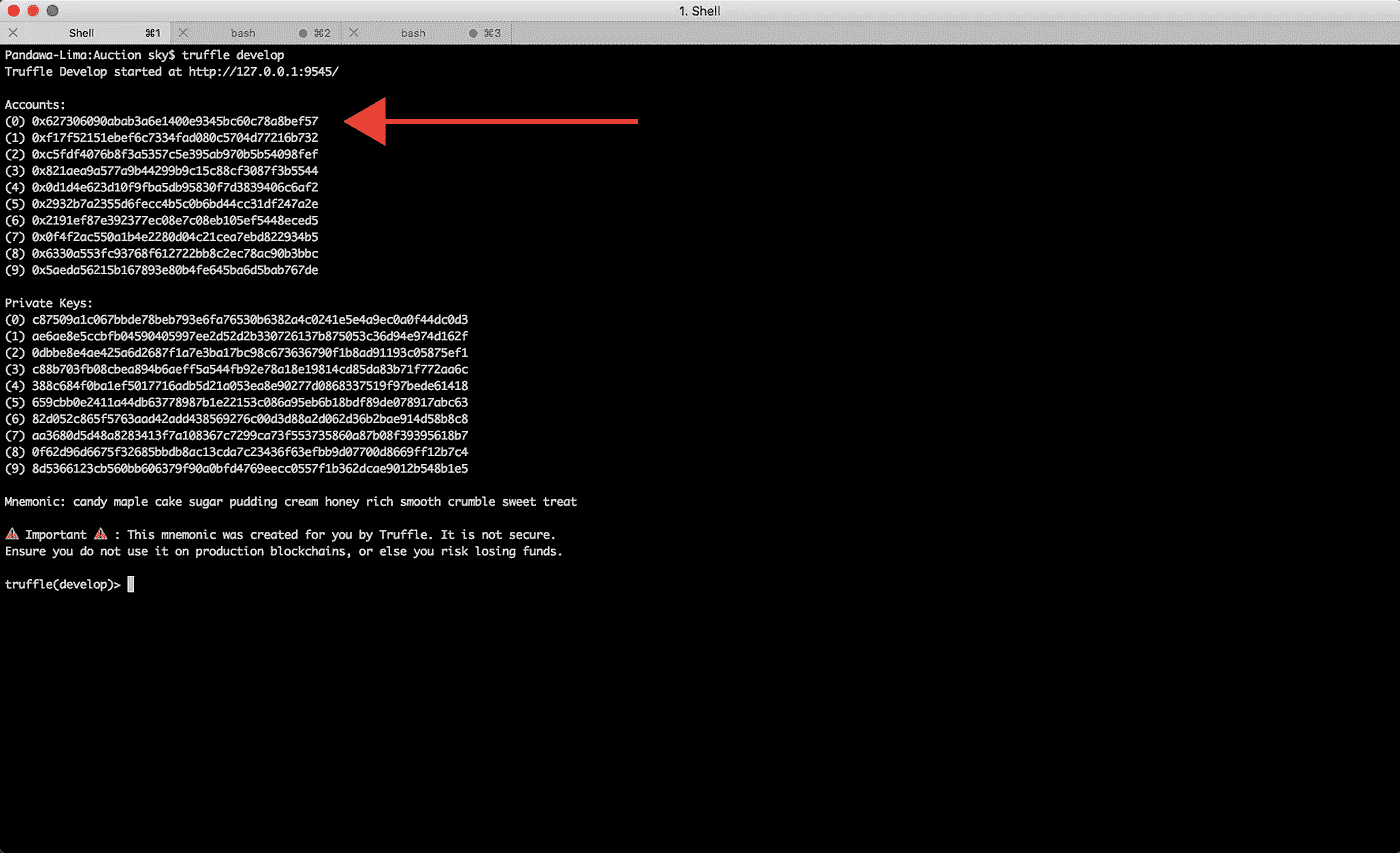 1. Shell
Shell ⌘1 bash ⌘2 bash ⌘3
Pandawa-Lima:Auction sky$ truffle develop
Truffle Develop started at http://127.0.0.1:9545/
Accounts:
(0) 0x627306090abab3a6e1400e9345bc60c78a8bef57
(1) 0xf17f52151ebef6c7334fad080c5704d77216b732
(2) 0xc5fdf4076b8f3a5357c5e395ab970b5b54098fef
(3) 0x821aea9a577a9b44299b9c15c88cf3087f3b5544
(4) 0x0d1d4e623d10f9fba5db95830f7d3839406c6af2
(5) 0x2932b7a2355d6fecc4b5c0b6bd44cc31df247a2e
(6) 0x2191ef87e392377ec08e7c08eb105ef5448eced5
(7) 0x0f4f2ac550a1b4e2280d04c21cea7ebd822934b5
(8) 0x6330a553fc93768f612722bb8c2ec78ac90b3bbc
(9) 0x5aeda56215b167893e80b4fe645ba6d5bab767de
Private Keys:
(0) c87509a1c067bbde78beb793e6fa76530b6382a4c0241e5e4a9ec0a0f44dc0d3
(1) ae6ae8e5ccbfb04590405997ee2d52d2b330726137b875053c36d94e974d162f
(2) 0dbbe8e4ae425a6d2687f1a7e3ba17bc98c673636790f1b8ad91193c05875ef1
(3) c88b703fb08cbea894b6aeff5a544fb92e78a18e19814cd85da83b71f772aa6c
(4) 388c684f0ba1ef5017716adb5d21a053ea8e90277d0868337519f97bede61418
(5) 659cbb0e2411a44db63778987b1e22153c086a95eb6b18bdf89de078917abc63
(6) 82d052c865f5763aad42add438569276c00d3d88a2d062d36b2bae914d58b8c8
(7) aa3680d5d48a8283413f7a108367c7299ca73f553735860a87b08f39395618b7
(8) 0f62d96d6675f32685bbdb8ac13cda7c23436f63efbb9d07700d8669ff12b7c4
(9) 8d5366123cb560bb606379f90a0bfd4769eecc0557f1b362dcae9012b548b1e5
Mnemonic: candy maple cake sugar pudding cream honey rich smooth crumble sweet treat
⚠️ Important ⚠️ : This mnemonic was created for you by Truffle. It is not secure.
Ensure you do not use it on production blockchains, or else you risk losing funds.
truffle(develop)>